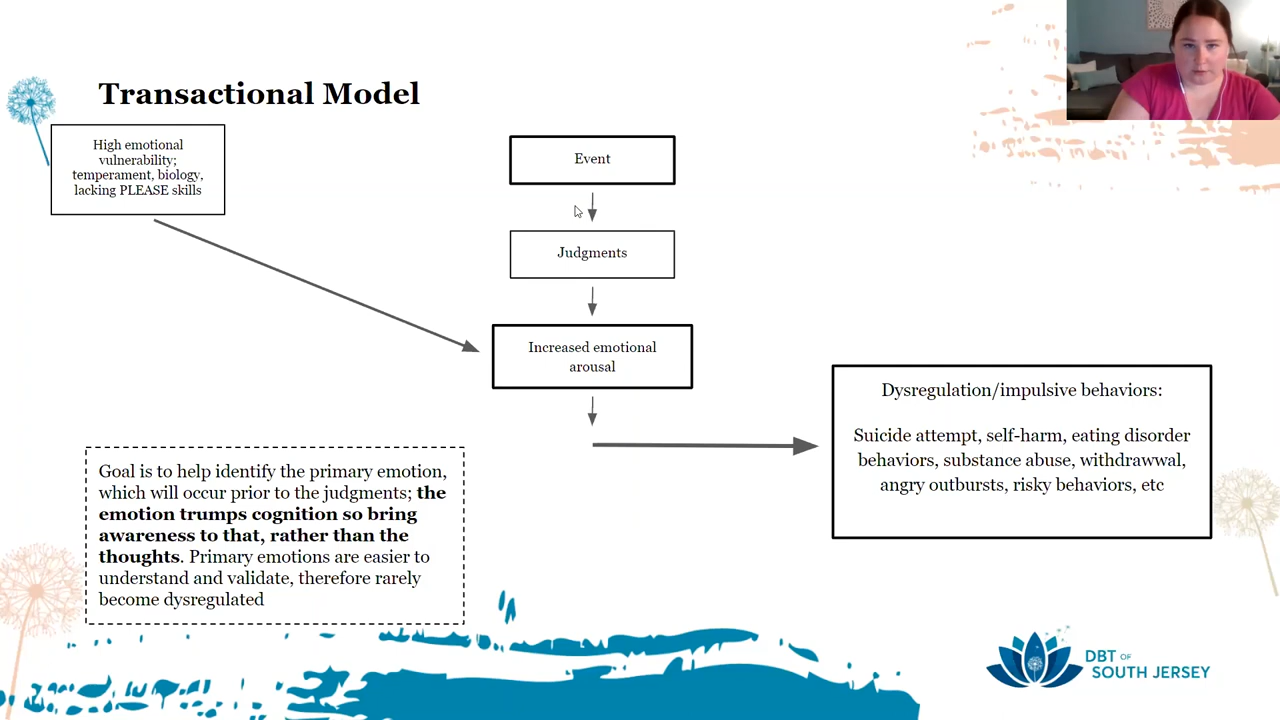 Transactional Model
High emotional
vulnerability;
temperament, biology,
lacking PLEASE skills
Event
Judgments
Increased emotional
arousal
Dysregulation/impulsive behaviors:
Suicide attempt, self-harm, eating disorder
behaviors, substance abuse, withdrawwal,
angry outbursts, risky behaviors, etc
Goal is to help identify the primary emotion,
which will occur prior to the judgments; the
emotion trumps cognition so bring
awareness to that, rather than the
thoughts. Primary emotions are easier to
understand and validate, therefore rarely
become dysregulated
DBT OF
SOUTH JERSEY